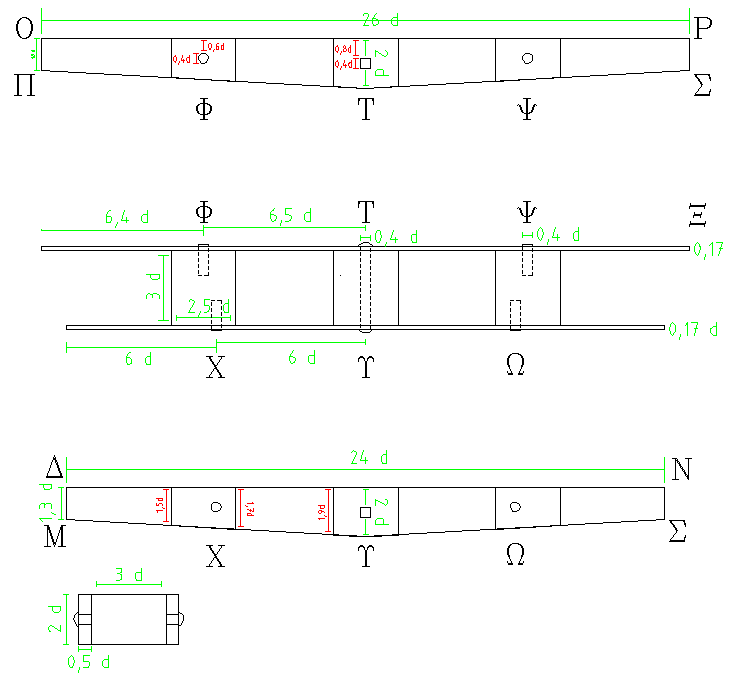 Ο 26 d Ρ
0,6d 0,4d 0,8d 0,4d 2 d
Π Σ
Φ Τ Ψ
Φ Τ Ψ Ξ
6,4 d 6,5 d
0,4 d 0,4 d
0,17
3 d
2,5 d
0,17 d
6 d 6 d
Χ ϒ Ω
Δ 24 d Ν
1,3 d 1,5d 1,7d 1,9d 2 d
Μ Σ
Χ ϒ Ω
3 d
2 d
0,5 d